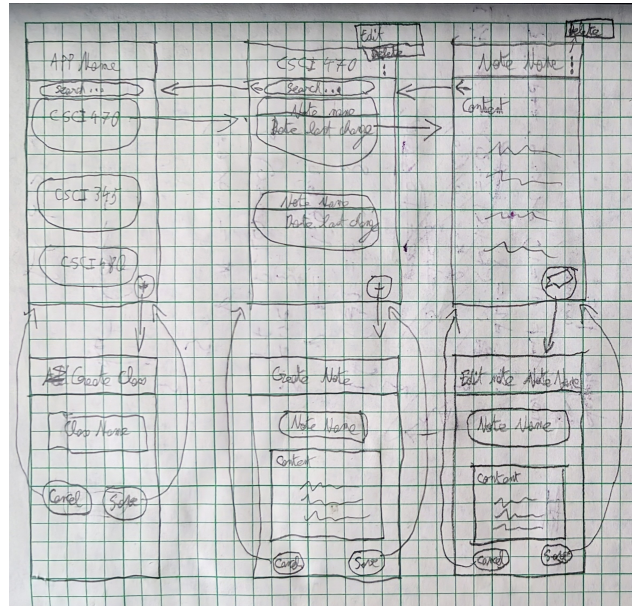 APP Name
search...
CSCI 470
CSCI 345
CSCI 480
+
Edit
Delete
CSCI 470
search...
Note name
Date last change
Note Name
Date last change
+
Delete
Note Name
Content
Create Class
Class Name
Cancel
Save
Create Note
Note Name
Content
Cancel
Save
Edit note Note Name
Note Name
Content
Cancel
Save